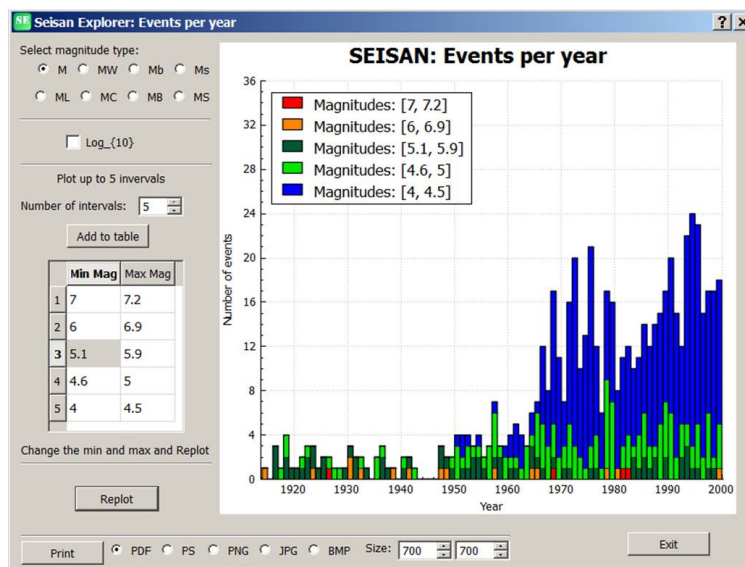 SE Seisan Explorer: Events per year ? ×
Select magnitude type:
M MW Mb Ms
ML MC MB MS
Log_{10}
Plot up to 5 invervals
Number of intervals: 5
Add to table
Min Mag Max Mag
1 7 7.2
2 6 6.9
3 5.1 5.9
4 4.6 5
5 4 4.5
Change the min and max and Replot
Replot
SEISAN: Events per year
36
32
28
24
20
16
12
8
4
0
Number of events
Magnitudes: [7, 7.2]
Magnitudes: [6, 6.9]
Magnitudes: [5.1, 5.9]
Magnitudes: [4.6, 5]
Magnitudes: [4, 4.5]
1920 1930 1940 1950 1960 1970 1980 1990 2000
Year
Print PDF PS PNG JPG BMP Size: 700 700 Exit